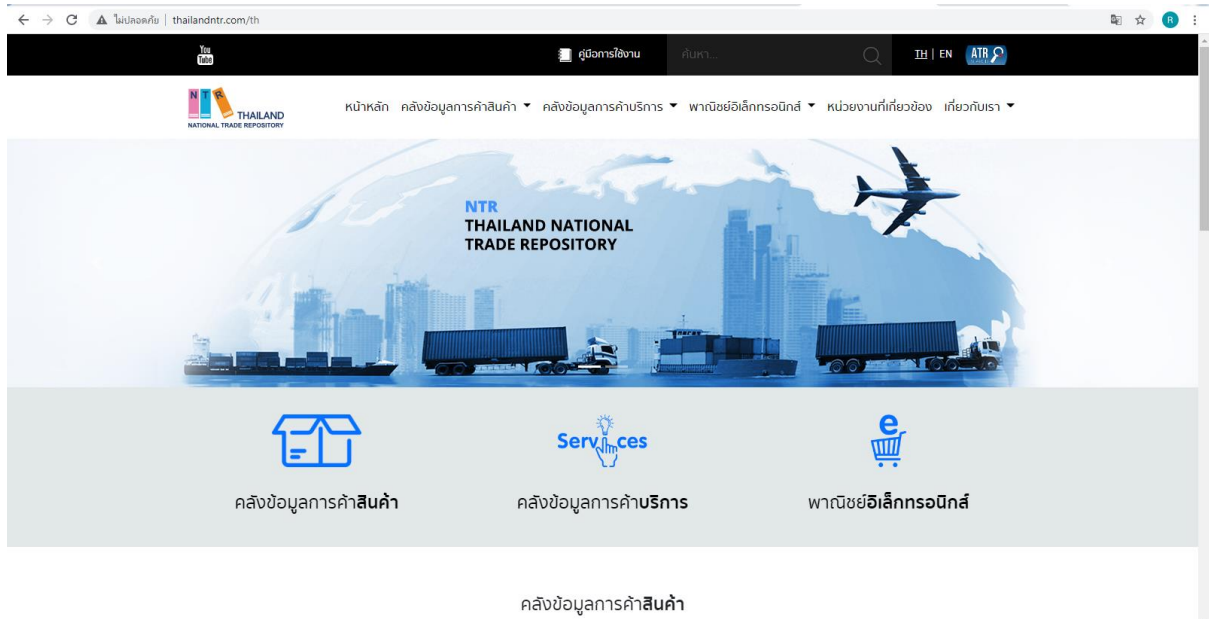 ไม่ปลอดภัย | thailandntr.com/th
R
You
Tube
คู่มือการใช้งาน
ค้นหา...
TH | EN
ATR
N T R
THAILAND
NATIONAL TRADE REPOSITORY
หน้าหลัก คลังข้อมูลการค้าสินค้า คลังข้อมูลการค้าบริการ พาณิชย์อิเล็กทรอนิกส์ หน่วยงานที่เกี่ยวข้อง เกี่ยวกับเรา
NTR
THAILAND NATIONAL
TRADE REPOSITORY
Services
e
คลังข้อมูลการค้าสินค้า
คลังข้อมูลการค้าบริการ
พาณิชย์อิเล็กทรอนิกส์
คลังข้อมูลการค้าสินค้า